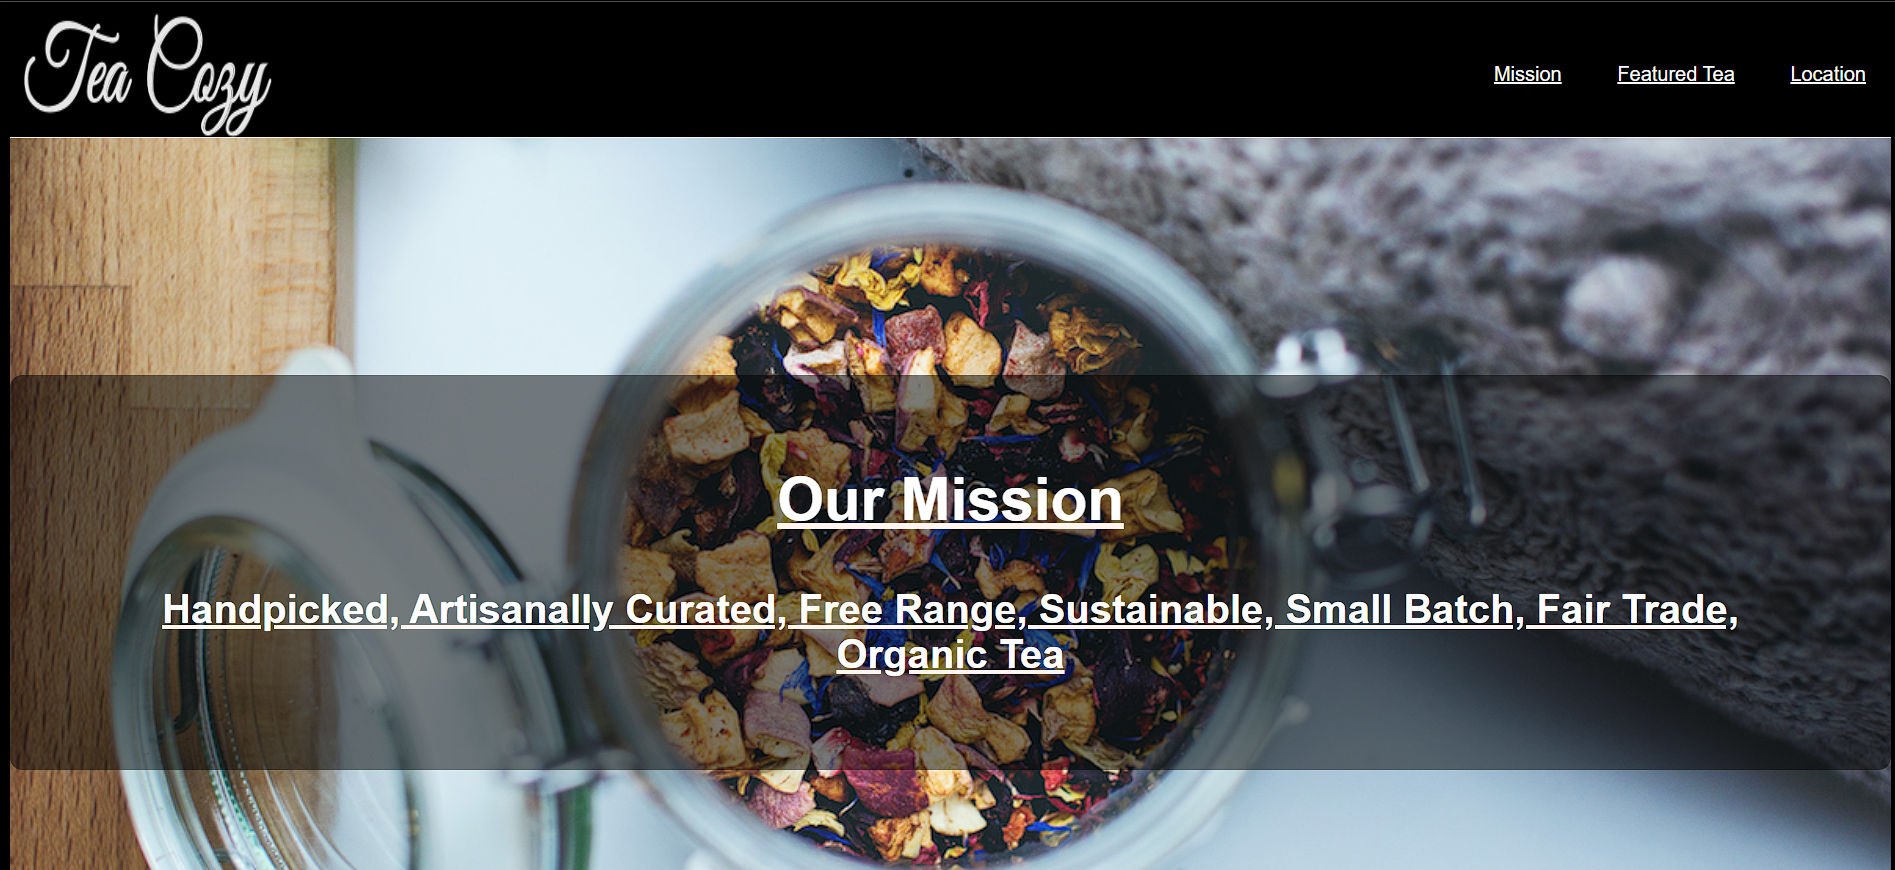 Tea Cozy
Mission
Featured Tea
Location
Our Mission
Handpicked, Artisanally Curated, Free Range, Sustainable, Small Batch, Fair Trade,
Organic Tea